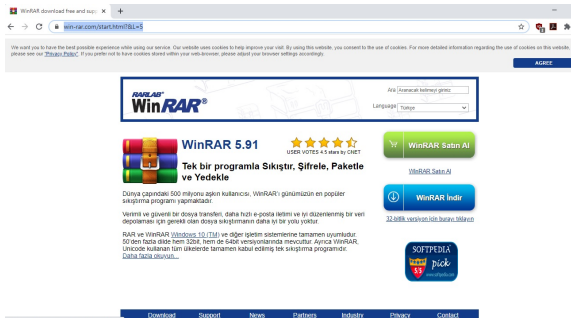 WinRAR download free and supp
win-rar.com/start.html?&L=5
We want you to have the best possible experience while using our service. Our website uses cookies to help improve your visit. By using this website, you consent to the use of cookies. For more detailed information regarding the use of cookies on this website,
please see our "Privacy Policy". If you prefer not to have cookies stored within your web-browser, please adjust your browser settings accordingly.
AGREE
RARLAB®
WinRAR®
Ara Aranacak kelimeyi giriniz
Language Türkçe
WinRAR 5.91
USER VOTES 4.5 stars by CNET
Tek bir programla Sıkıştır, Şifrele, Paketle
ve Yedekle
Dünya çapındaki 500 milyonu aşkın kullanıcısı, WinRAR'ı günümüzün en popüler
sıkıştırma programı yapmaktadır.
Verimli ve güvenli bir dosya transferi, daha hızlı e-posta iletimi ve iyi düzenlenmiş bir veri
depolaması için gerekli olan dosya sıkıştırmanın daha iyi bir yolu yoktur.
RAR ve WinRAR Windows 10 (TM) ve diğer işletim sistemlerine tamamen uyumludur.
50'den fazla dilde hem 32bit, hem de 64bit versiyonlarında mevcuttur. Ayrıca WinRAR,
Unicode kullanan tüm ülkelerde tamamen kabul edilmiş tek sıkıştırma programıdır.
Daha fazla okuyun...
WinRAR Satın Al
WinRAR Satın Al
WinRAR İndir
32-bitlik versiyon için burayı tıklayın
SOFTPEDIA
5/5 pick
www.softpedia.com
Download Support News Partners Industry Privacy Contact